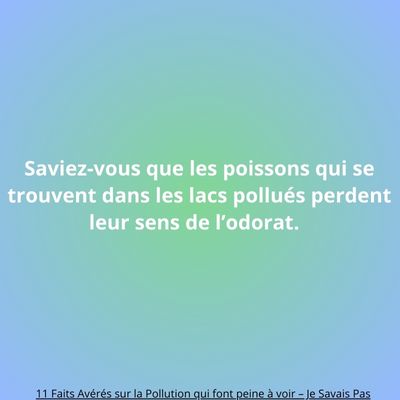 Saviez-vous que les poissons qui se
trouvent dans les lacs pollués perdent
leur sens de l’odorat.
11 Faits Avérés sur la Pollution qui font peine à voir – Je Savais Pas